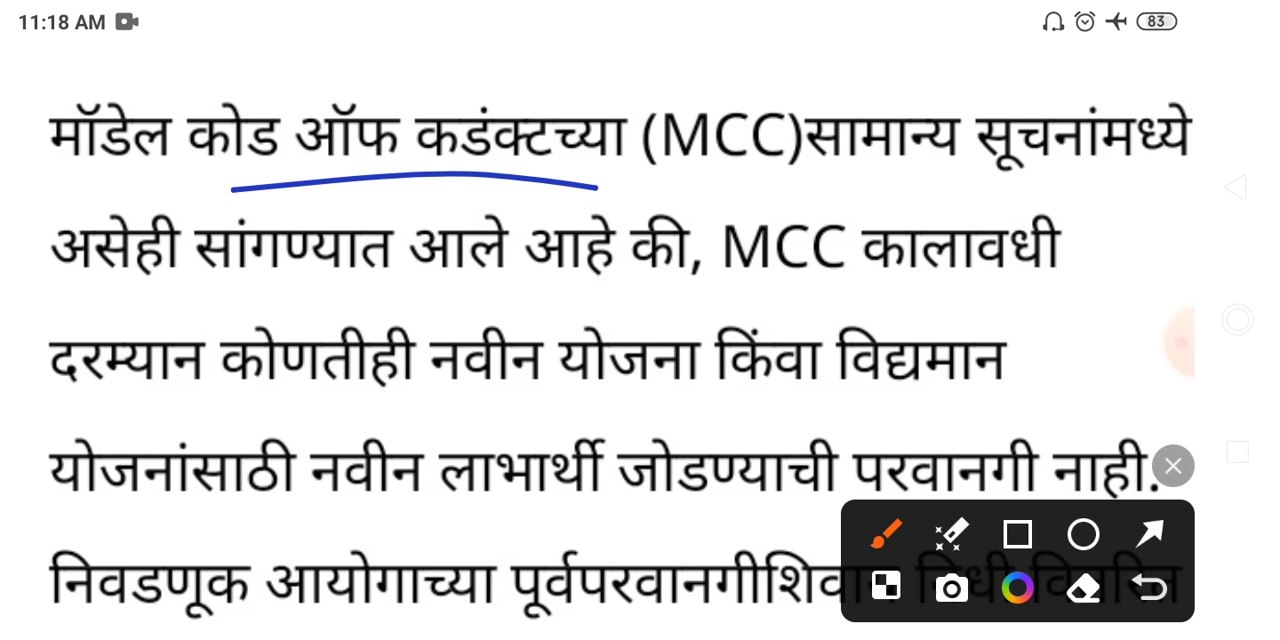 11:18 AM
83
मॉडेल कोड ऑफ कडंक्टच्या (MCC)सामान्य सूचनांमध्ये
असेही सांगण्यात आले आहे की, MCC कालावधी
दरम्यान कोणतीही नवीन योजना किंवा विद्यमान
योजनांसाठी नवीन लाभार्थी जोडण्याची परवानगी नाही.
निवडणूक आयोगाच्या पूर्वपरवानगीशिवाय निधी वितरित